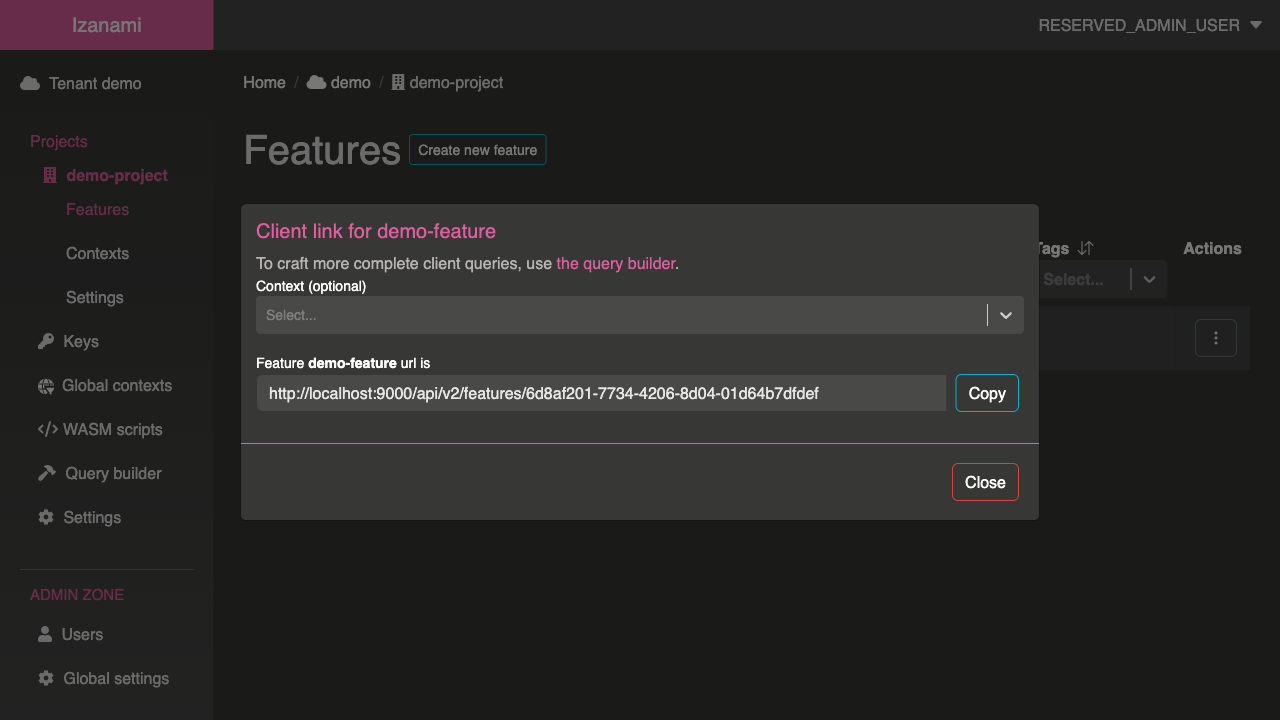 Izanami
RESERVED_ADMIN_USER
Tenant demo
Home / demo / demo-project
Projects
demo-project
Features
Contexts
Settings
Keys
Global contexts
WASM scripts
Query builder
Settings
ADMIN ZONE
Users
Global settings
Features
Create new feature
Tags
Actions
Select...
Client link for demo-feature
To craft more complete client queries, use the query builder.
Context (optional)
Select...
Feature demo-feature url is
http://localhost:9000/api/v2/features/6d8af201-7734-4206-8d04-01d64b7dfdef
Copy
Close